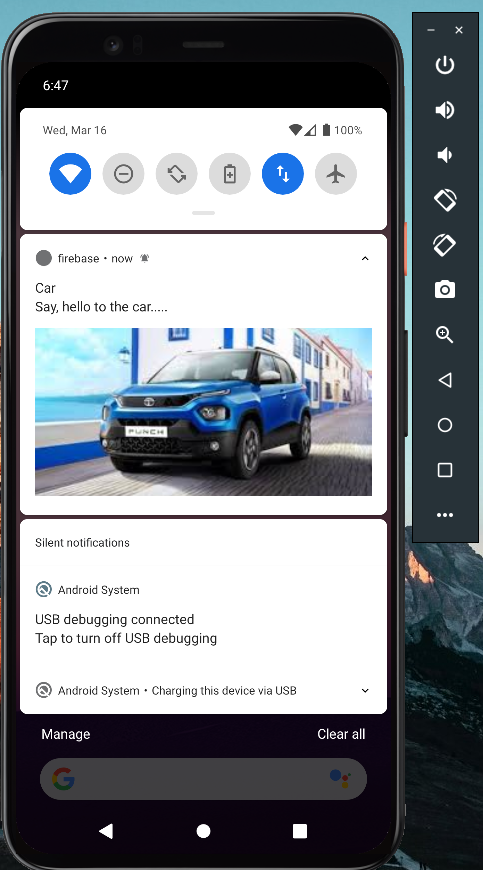 6:47
Wed, Mar 16
100%
firebase • now
Car
Say, hello to the car.....
PUNCH
Silent notifications
Android System
USB debugging connected
Tap to turn off USB debugging
Android System • Charging this device via USB
Manage
Clear all